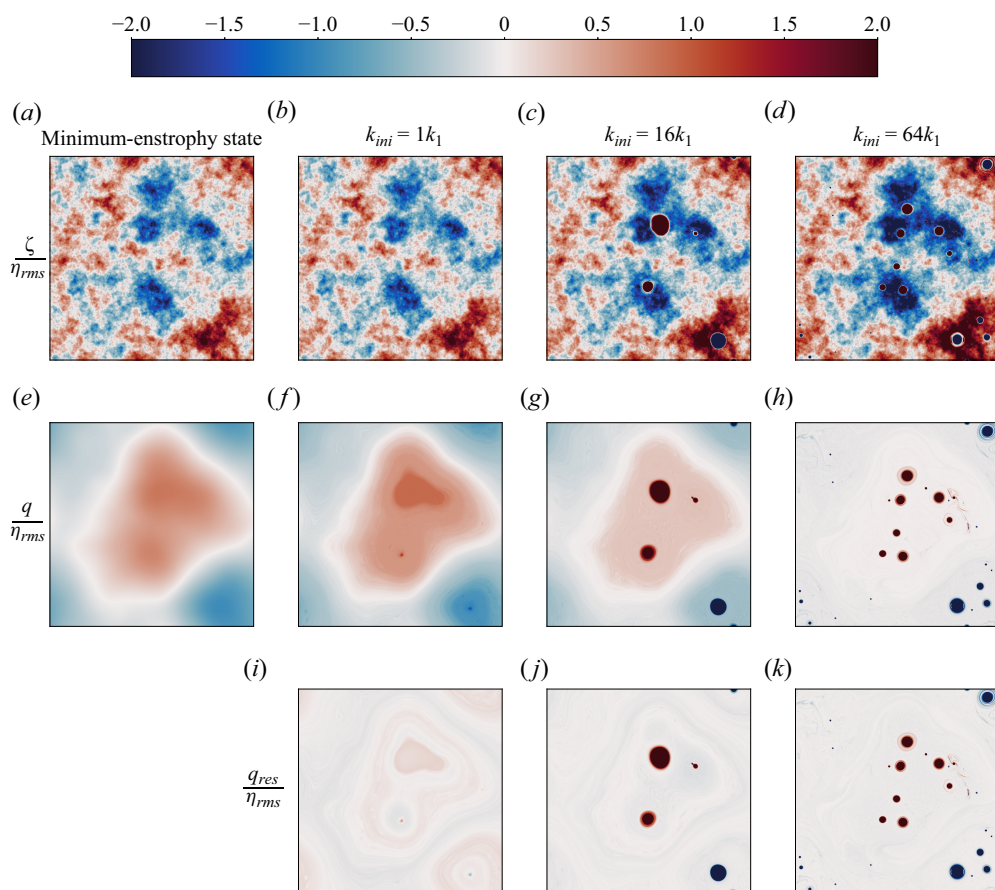 −2.0 −1.5 −1.0 −0.5 0 0.5 1.0 1.5 2.0
(a) (b) (c) (d)
Minimum-enstrophy state k_ini = 1k_1 k_ini = 16k_1 k_ini = 64k_1
ζ
η_rms
(e) (f) (g) (h)
q
η_rms
(i) (j) (k)
q_res
η_rms